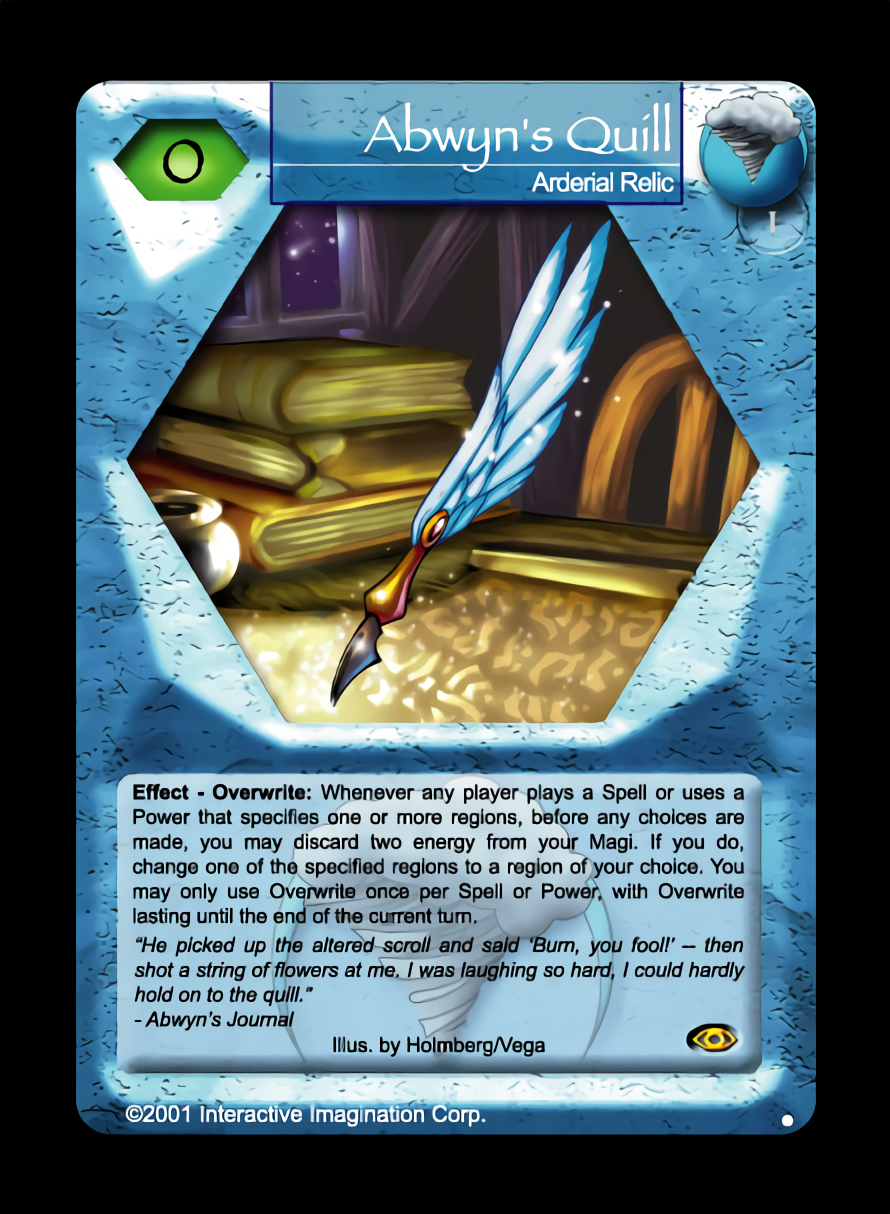 0
Abwyn's Quill
Arderial Relic
I
Effect - Overwrite: Whenever any player plays a Spell or uses a
Power that specifies one or more regions, before any choices are
made, you may discard two energy from your Magi. If you do,
change one of the specified regions to a region of your choice. You
may only use Overwrite once per Spell or Power, with Overwrite
lasting until the end of the current turn.
“He picked up the altered scroll and said ‘Burn, you fool!’ – then
shot a string of flowers at me. I was laughing so hard, I could hardly
hold on to the quill.”
- Abwyn's Journal
Illus. by Holmberg/Vega
©2001 Interactive Imagination Corp.